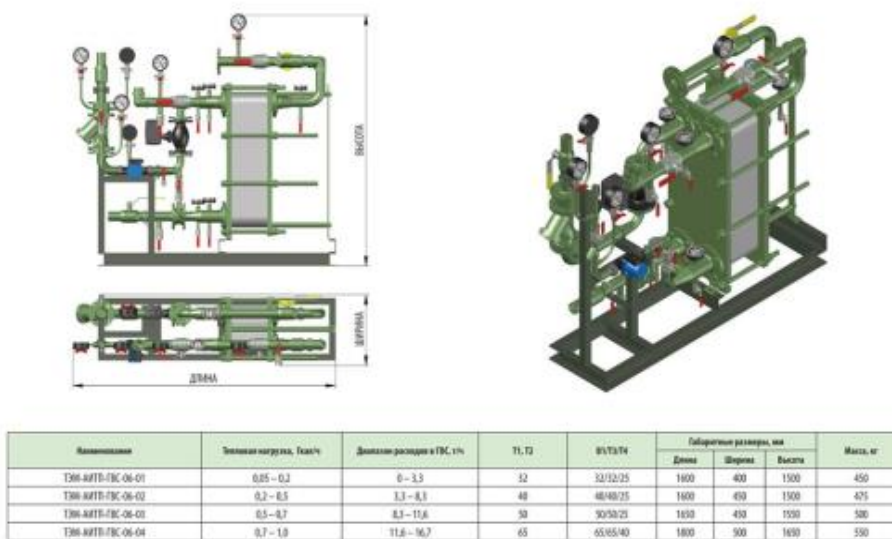 ВЫСОТА
ШИРИНА
ДЛИНА
Наименование Тепловая нагрузка, Гкал/ч Диапазон расходов в ГВС, т/ч Т1, Т2 В1/Т3/Т4 Габаритные размеры, мм Масса, кг
Длина Ширина Высота
ТЭМ-АИТП-ГВС-06-01 0,05 – 0,2 0 – 3,3 32 32/32/25 1600 400 1500 450
ТЭМ-АИТП-ГВС-06-02 0,2 – 0,5 3,3 – 8,3 40 40/40/25 1600 450 1500 475
ТЭМ-АИТП-ГВС-06-03 0,5 – 0,7 8,3 – 11,6 50 50/50/25 1650 450 1550 500
ТЭМ-АИТП-ГВС-06-04 0,7 – 1,0 11,6 – 16,7 65 65/65/40 1800 500 1650 550